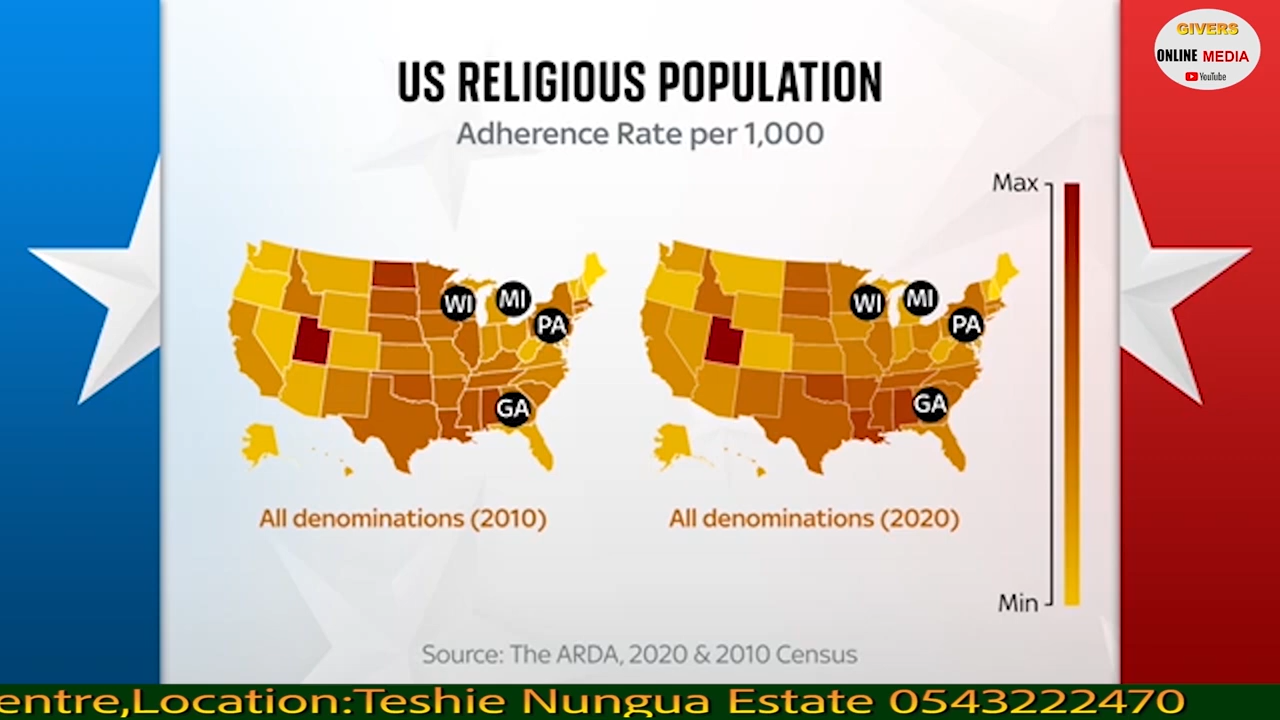 GIVERS
ONLINE MEDIA
YouTube
US RELIGIOUS POPULATION
Adherence Rate per 1,000
Max
WI MI
PA
GA
WI MI
PA
GA
All denominations (2010)
All denominations (2020)
Min
Source: The ARDA, 2020 & 2010 Census
entre,Location:Teshie Nungua Estate 0543222470